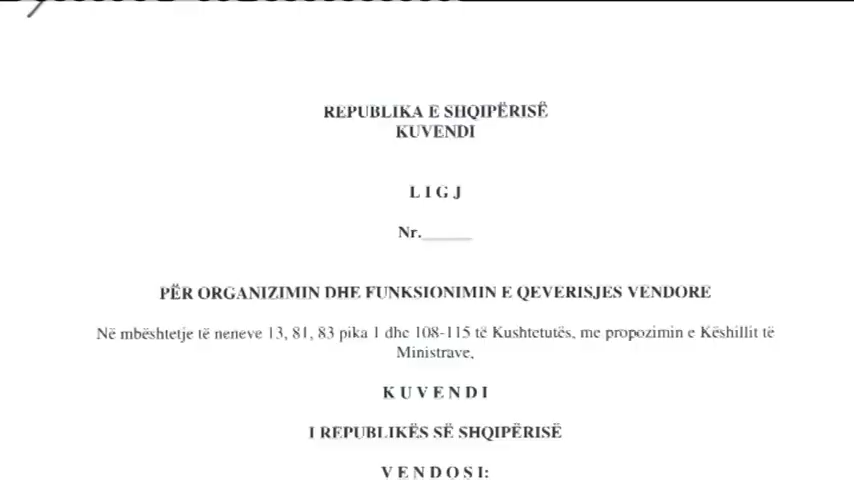 REPUBLIKA E SHQIPËRISË
KUVENDI
L I G J
Nr.______
PËR ORGANIZIMIN DHE FUNKSIONIMIN E QEVERISJES VENDORE
Në mbështetje të neneve 13, 81, 83 pika 1 dhe 108-115 të Kushtetutës, me propozimin e Këshillit të
Ministrave,
K U V E N D I
I REPUBLIKËS SË SHQIPËRISË
V E N D O S I: